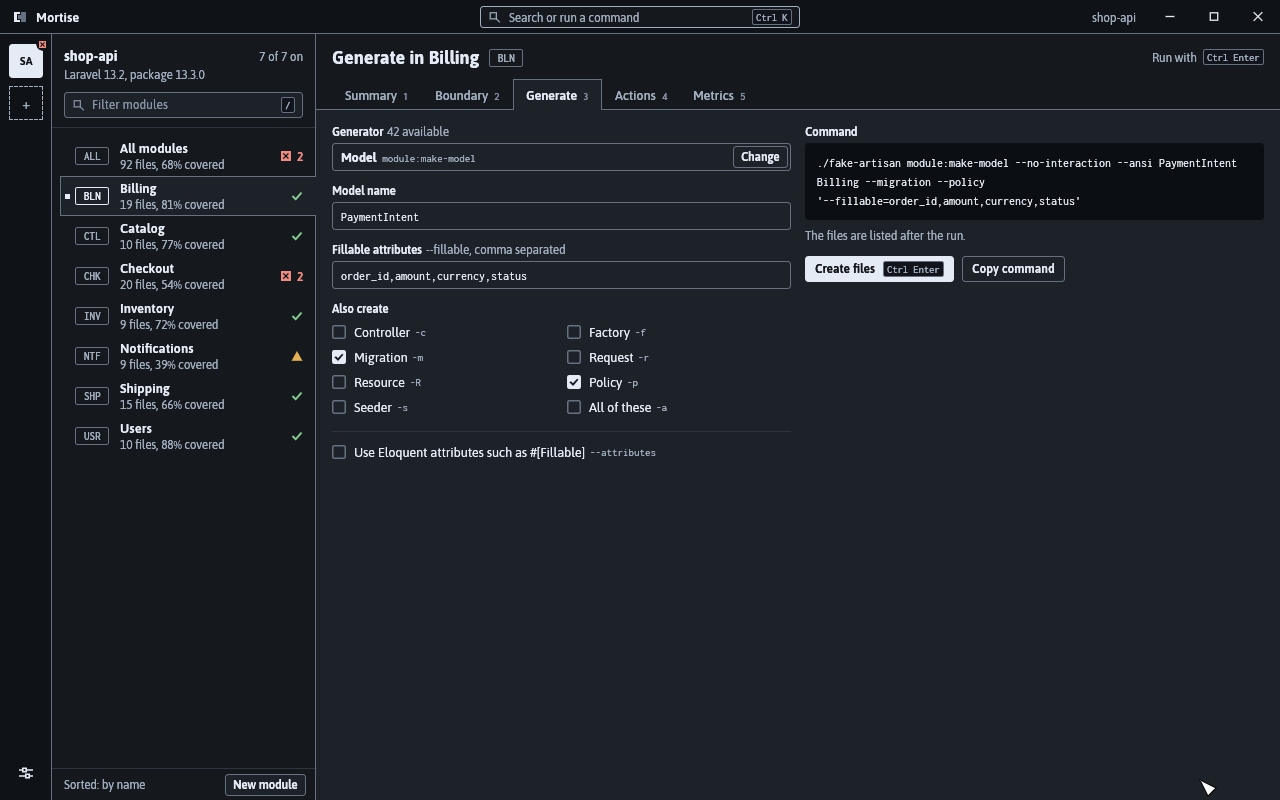 Mortise
Search or run a command
Ctrl K
shop-api
SA
+
shop-api
7 of 7 on
Laravel 13.2, package 13.3.0
Filter modules
/
ALL
All modules
92 files, 68% covered
2
BLN
Billing
19 files, 81% covered
CTL
Catalog
10 files, 77% covered
CHK
Checkout
20 files, 54% covered
2
INV
Inventory
9 files, 72% covered
NTF
Notifications
9 files, 39% covered
SHP
Shipping
15 files, 66% covered
USR
Users
10 files, 88% covered
Sorted: by name
New module
Generate in Billing
BLN
Run with
Ctrl Enter
Summary 1
Boundary 2
Generate 3
Actions 4
Metrics 5
Generator 42 available
Model module:make-model
Change
Model name
PaymentIntent
Fillable attributes --fillable, comma separated
order_id,amount,currency,status
Also create
Controller -c
Factory -f
Migration -m
Request -r
Resource -R
Policy -p
Seeder -s
All of these -a
Use Eloquent attributes such as #[Fillable] --attributes
Command
./fake-artisan module:make-model --no-interaction --ansi PaymentIntent
Billing --migration --policy
'--fillable=order_id,amount,currency,status'
The files are listed after the run.
Create files
Ctrl Enter
Copy command